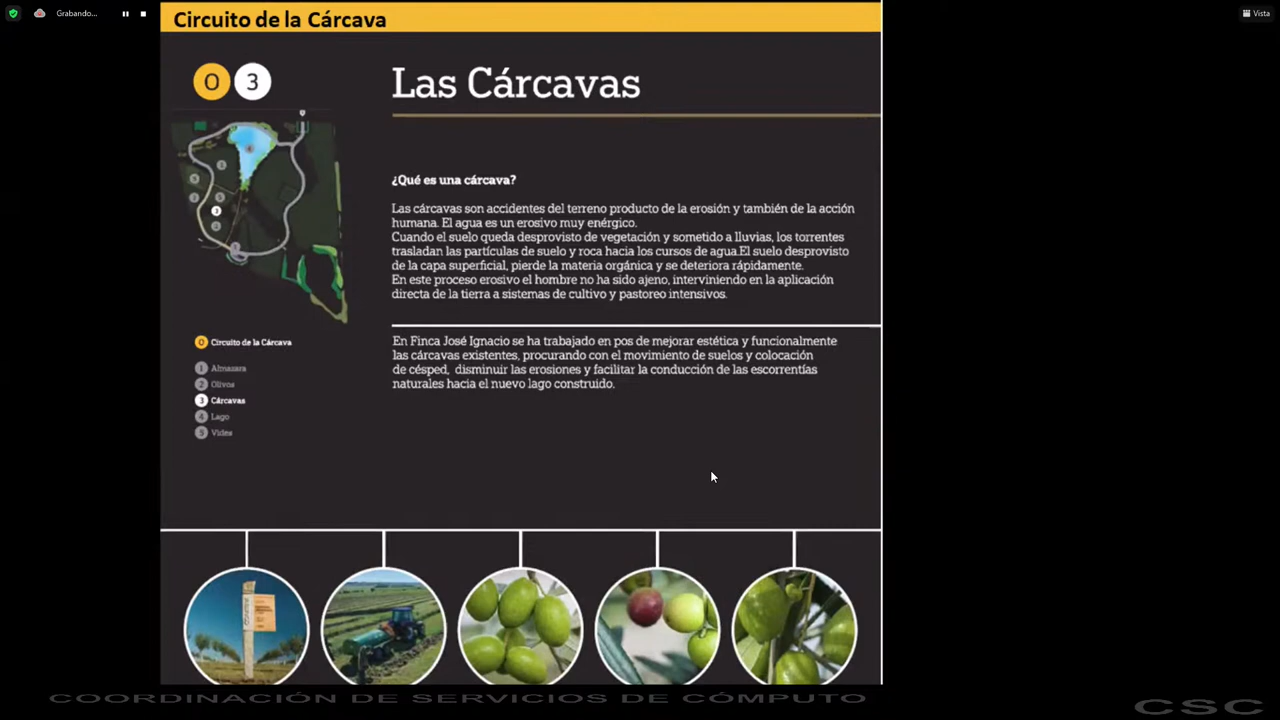 Grabando...
Vista
Circuito de la Cárcava
O 3
Las Cárcavas
¿Qué es una cárcava?
Las cárcavas son accidentes del terreno producto de la erosión y también de la acción
humana. El agua es un erosivo muy enérgico.
Cuando el suelo queda desprovisto de vegetación y sometido a lluvias, los torrentes
trasladan las partículas de suelo y roca hacia los cursos de agua.El suelo desprovisto
de la capa superficial, pierde la materia orgánica y se deteriora rápidamente.
En este proceso erosivo el hombre no ha sido ajeno, interviniendo en la aplicación
directa de la tierra a sistemas de cultivo y pastoreo intensivos.
En Finca José Ignacio se ha trabajado en pos de mejorar estética y funcionalmente
las cárcavas existentes, procurando con el movimiento de suelos y colocación
de césped, disminuir las erosiones y facilitar la conducción de las escorrentías
naturales hacia el nuevo lago construido.
O Circuito de la Cárcava
1 Almazara
2 Olivos
3 Cárcavas
4 Lago
5 Vides
COORDINACIÓN DE SERVICIOS DE CÓMPUTO
CSC